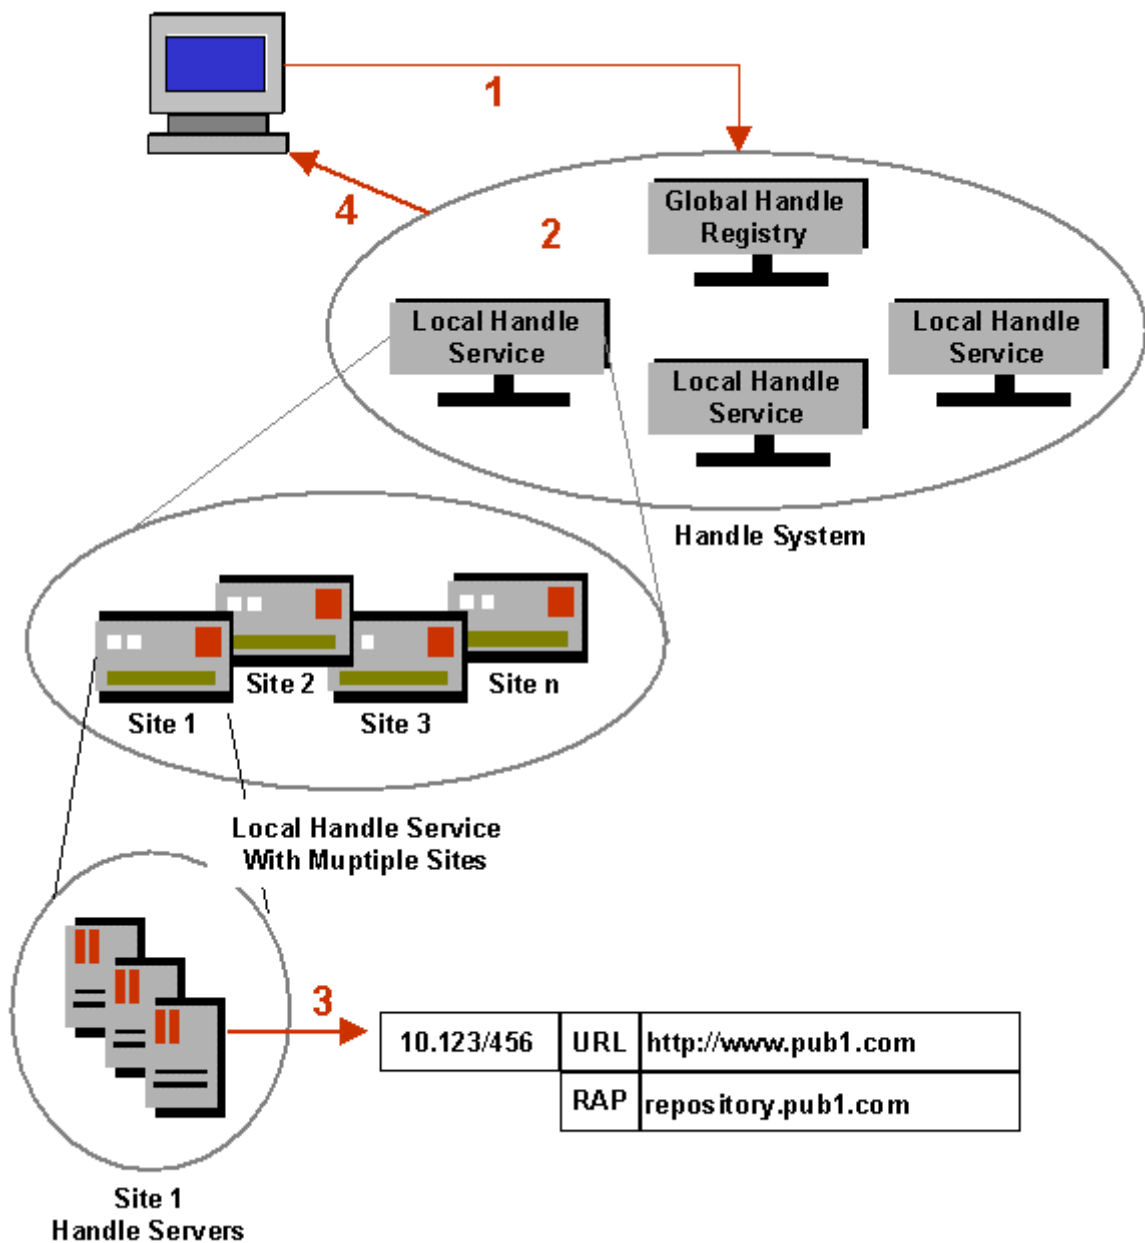 1
4
2
Global Handle
Registry
Local Handle
Service
Local Handle
Service
Local Handle
Service
Handle System
Site 2
Site n
Site 1
Site 3
Local Handle Service
With Muptiple Sites
3
10.123/456 URL http://www.pub1.com
RAP repository.pub1.com
Site 1
Handle Servers